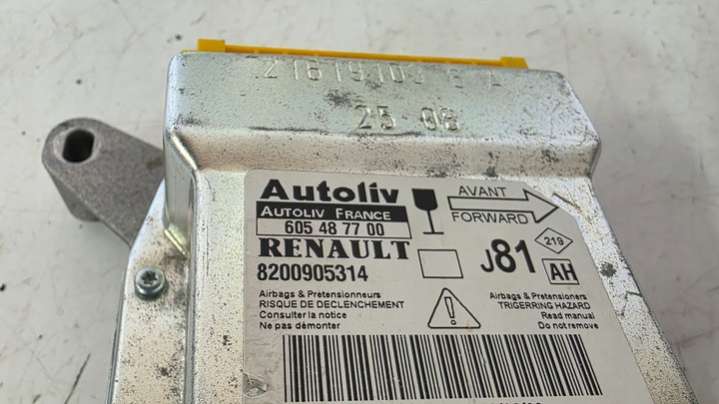 25 08
Autoliv
AUTOLIV FRANCE
605 48 77 00
RENAULT
8200905314
AVANT
FORWARD
J81
219
AH
Airbags & Pretensionneurs
RISQUE DE DECLENCHEMENT
Consulter la notice
Ne pas démonter
Airbags & Pretensioners
TRIGERRING HAZARD
Read manual
Do not remove